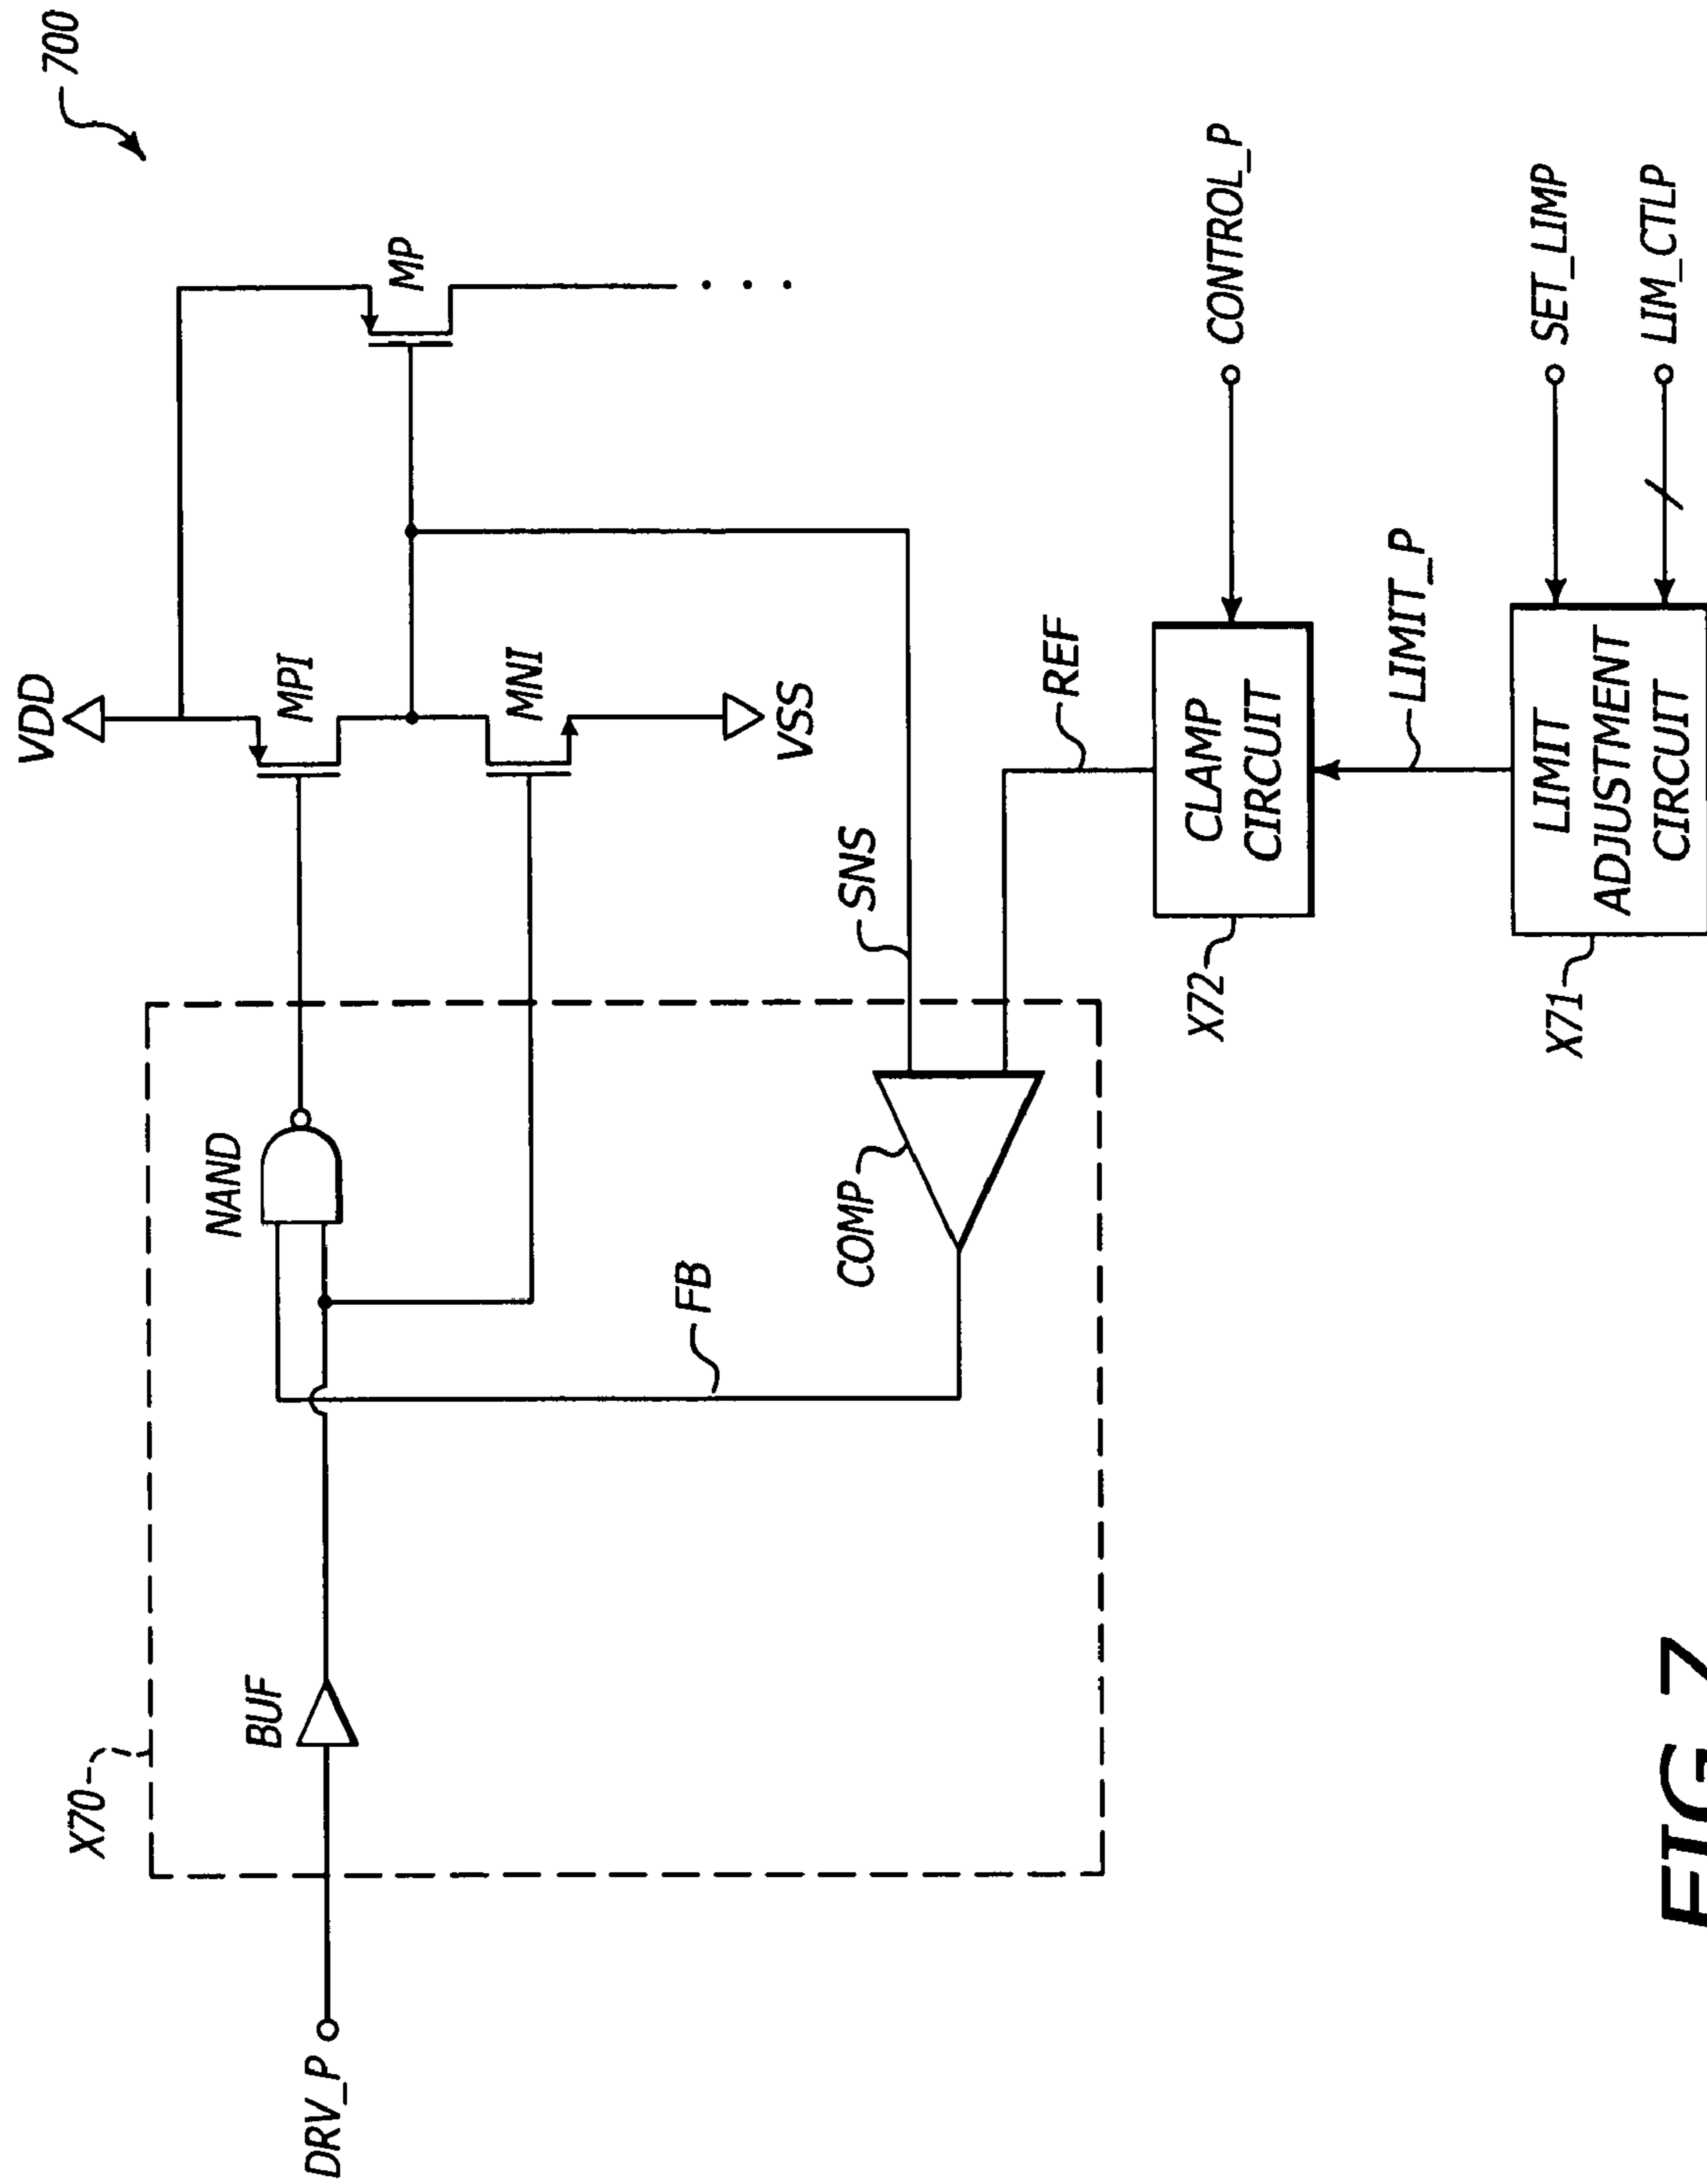 700
VDD
MPI
MP
MNI
VSS
X70
NAND
BUF
DRV_P
FB
COMP
SNS
REF
CONTROL_P
CLAMP
CIRCUIT
X72
LIMIT_P
SET_LIMP
LIM_CTLP
LIMIT
ADJUSTMENT
CIRCUIT
X71
FIG 7